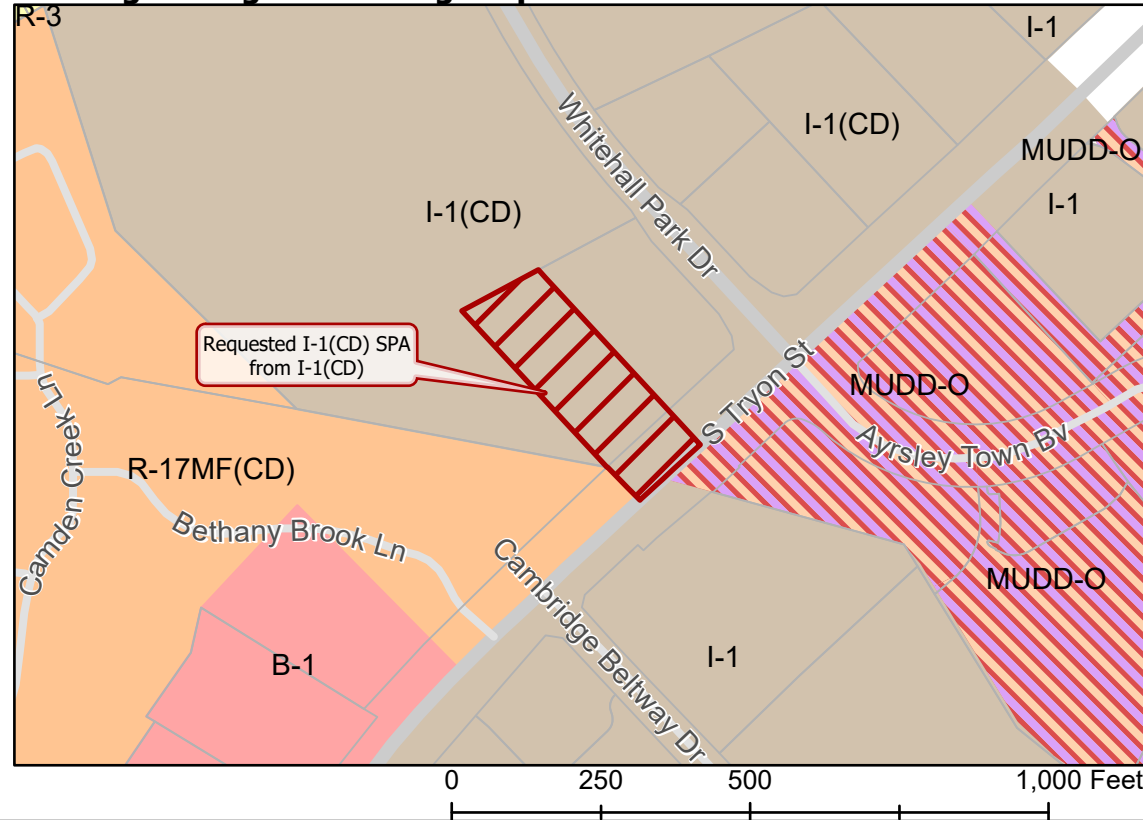 R-3
I-1
Whitehall Park Dr
I-1(CD)
MUDD-O
I-1(CD)
I-1
Requested I-1(CD) SPA
from I-1(CD)
S Tryon St
MUDD-O
Camden Creek Ln
Ayrsley Town Bv
R-17MF(CD)
Bethany Brook Ln
Cambridge Beltway Dr
MUDD-O
B-1
I-1
0 250 500 1,000 Feet